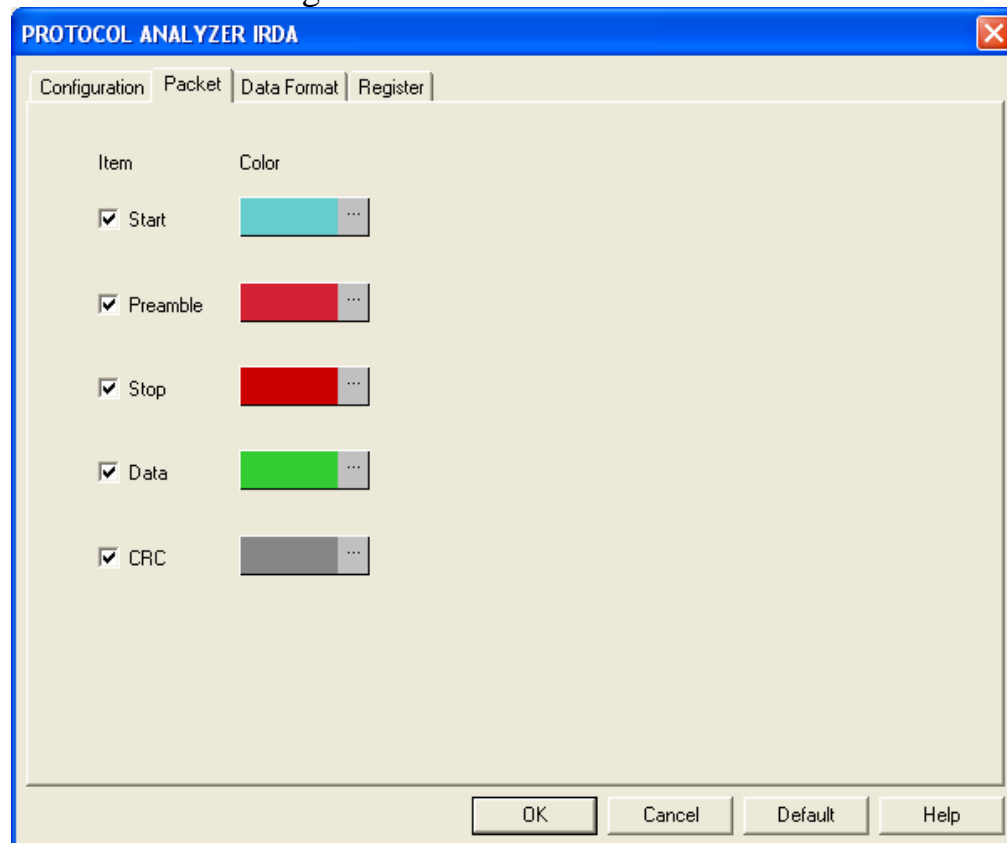 PROTOCOL ANALYZER IRDA
Configuration Packet Data Format Register
Item Color
Start ...
Preamble ...
Stop ...
Data ...
CRC ...
OK Cancel Default Help